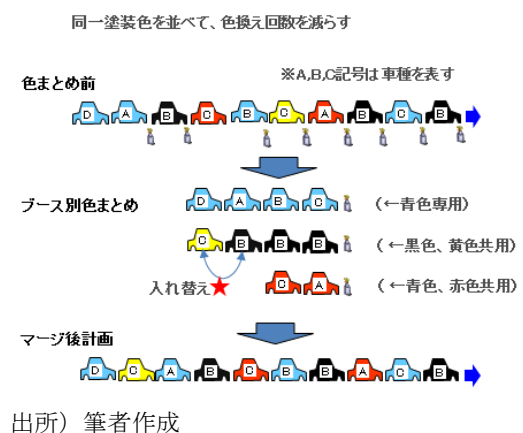 同一塗装色を並べて、色換え回数を減らす
※A,B,C記号は 車種を表す
色まとめ前
D A B C B C A B C B
ブース別色まとめ
D A B C (←青色専用)
C B B B (←黒色、黄色共用)
入れ替え★ C A (←青色、赤色共用)
マージ後計画
D C A B C B B A C B
出所）筆者作成